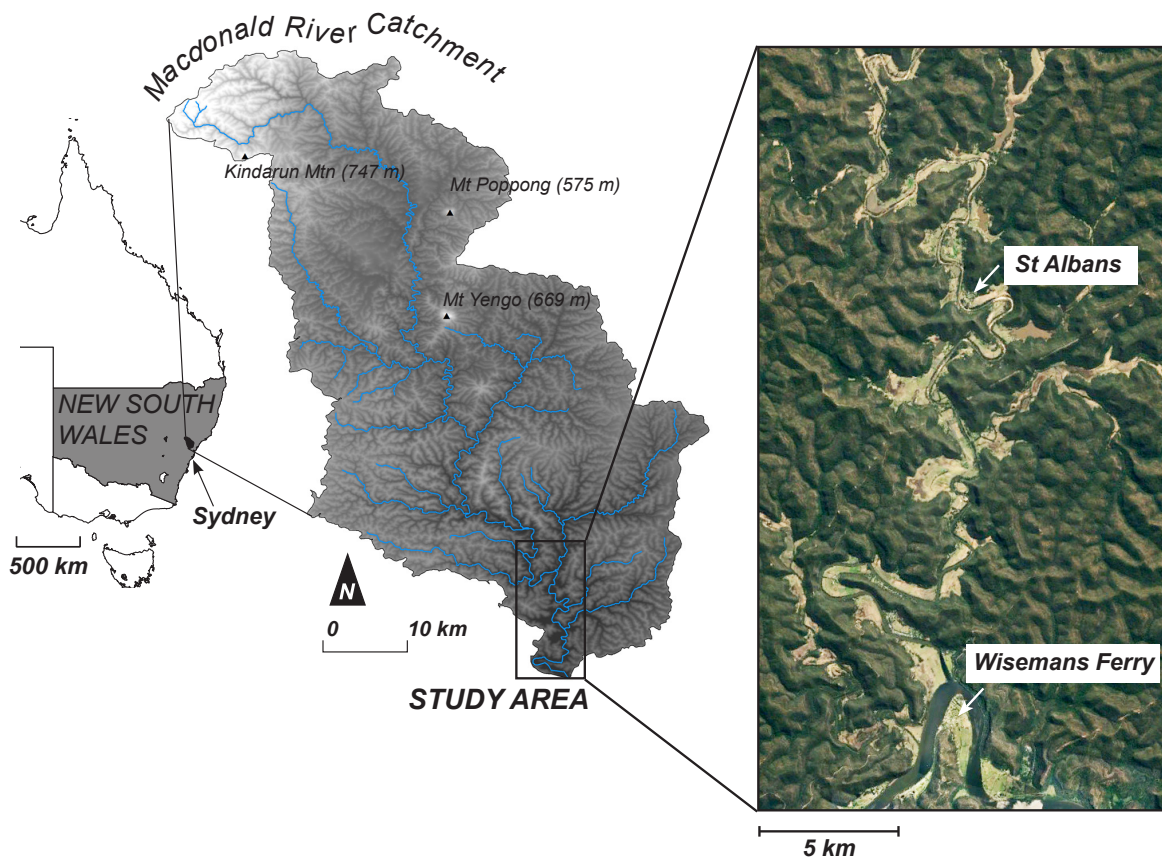 Macdonald River Catchment
Kindarun Mtn (747 m)
Mt Poppong (575 m)
Mt Yengo (669 m)
NEW SOUTH
WALES
Sydney
500 km
N
0 10 km
STUDY AREA
St Albans
Wisemans Ferry
5 km